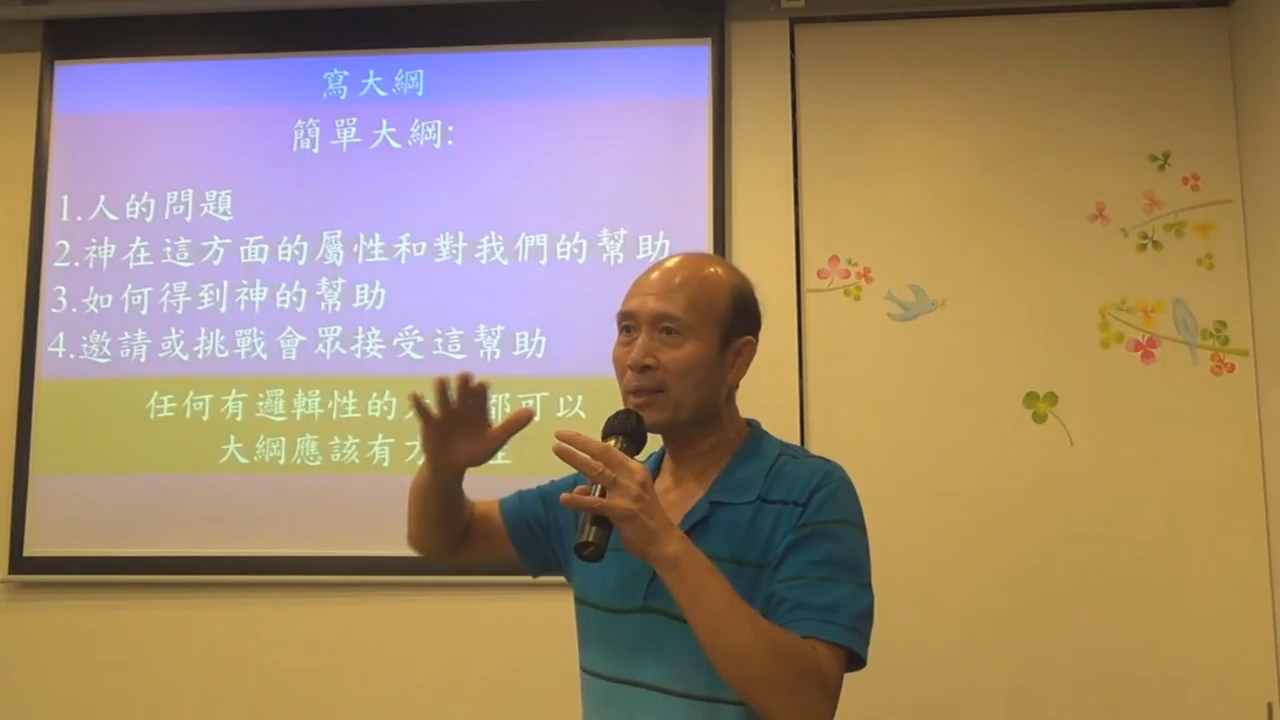 寫大綱
簡單大綱:
1.人的問題
2.神在這方面的屬性和對我們的幫助
3.如何得到神的幫助
4.邀請或挑戰會眾接受這幫助
任何有邏輯性的大 都可以
大綱應該有方